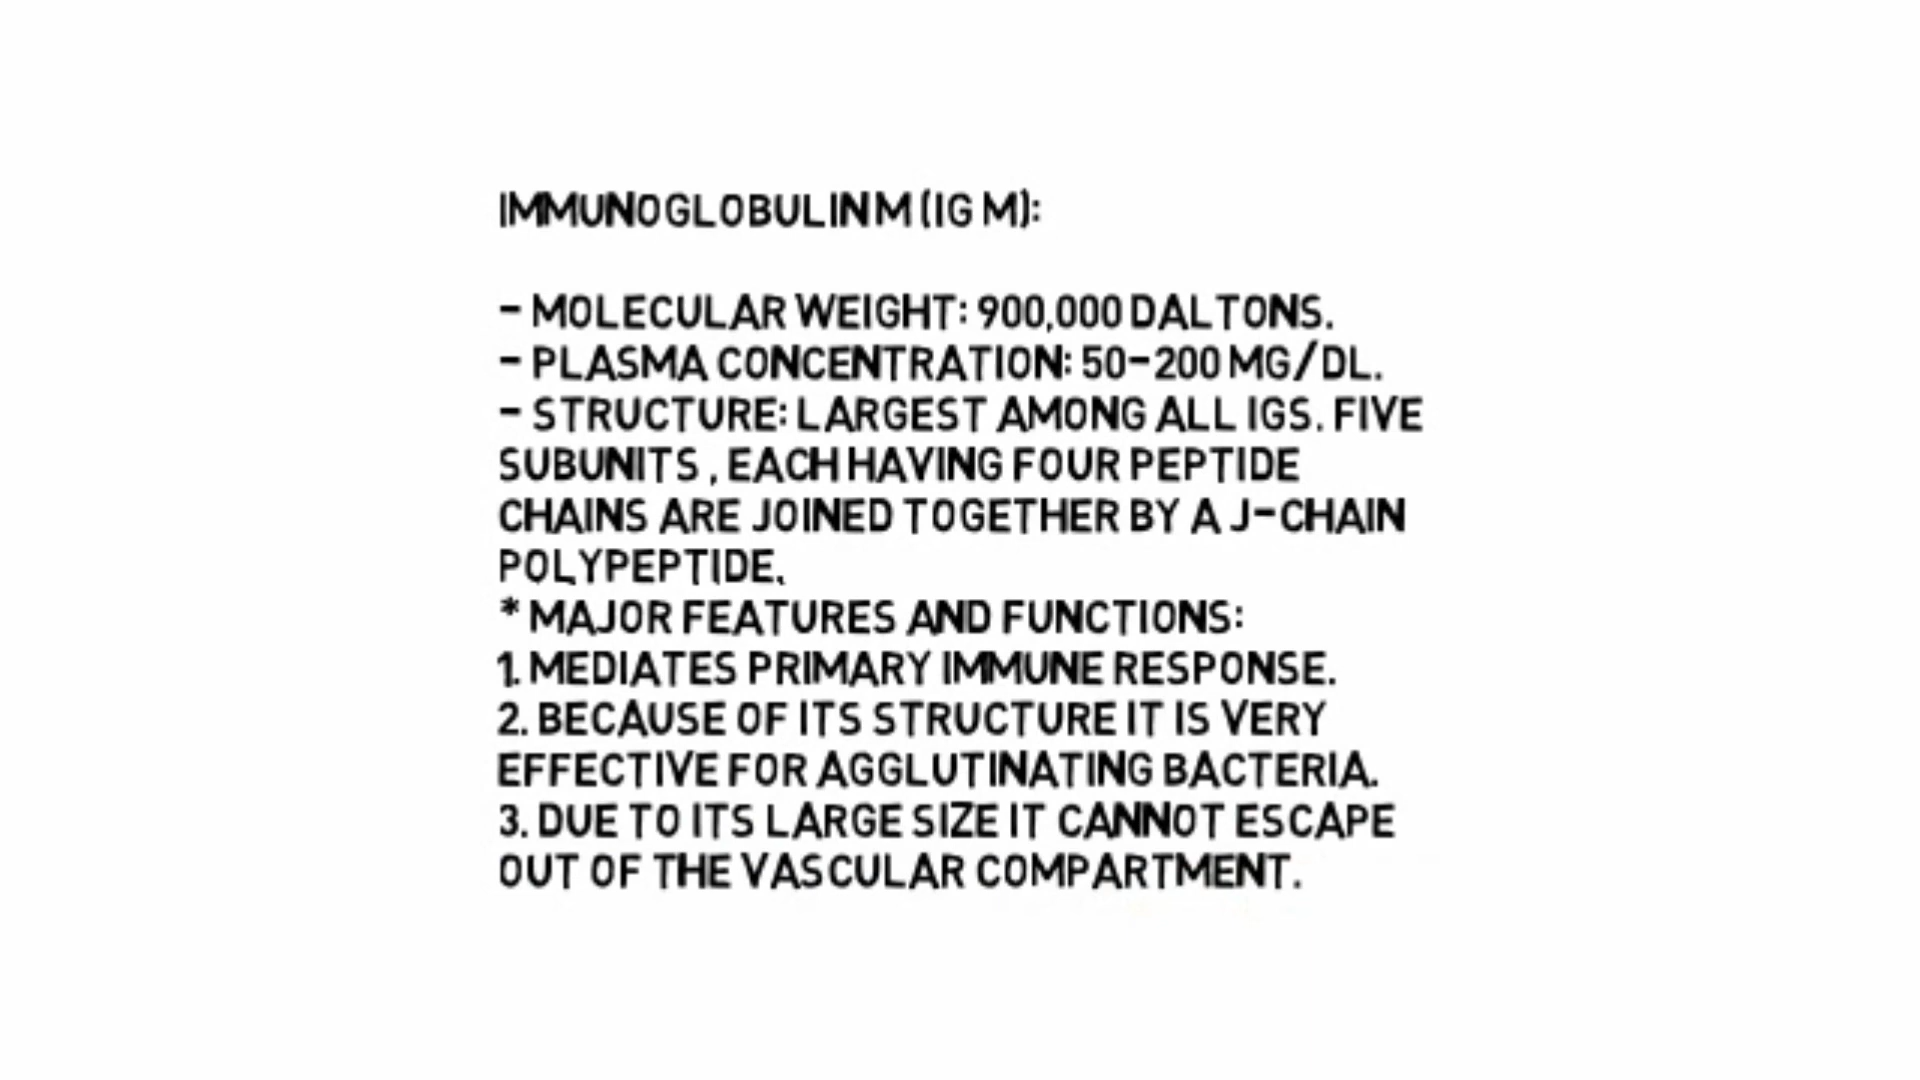 IMMUNOGLOBULIN M (IG M):
- MOLECULAR WEIGHT: 900,000 DALTONS.
- PLASMA CONCENTRATION: 50-200 MG/DL.
- STRUCTURE: LARGEST AMONG ALL IGS. FIVE
SUBUNITS , EACH HAVING FOUR PEPTIDE
CHAINS ARE JOINED TOGETHER BY A J-CHAIN
POLYPEPTIDE.
* MAJOR FEATURES AND FUNCTIONS:
1. MEDIATES PRIMARY IMMUNE RESPONSE.
2. BECAUSE OF ITS STRUCTURE IT IS VERY
EFFECTIVE FOR AGGLUTINATING BACTERIA.
3. DUE TO ITS LARGE SIZE IT CANNOT ESCAPE
OUT OF THE VASCULAR COMPARTMENT.